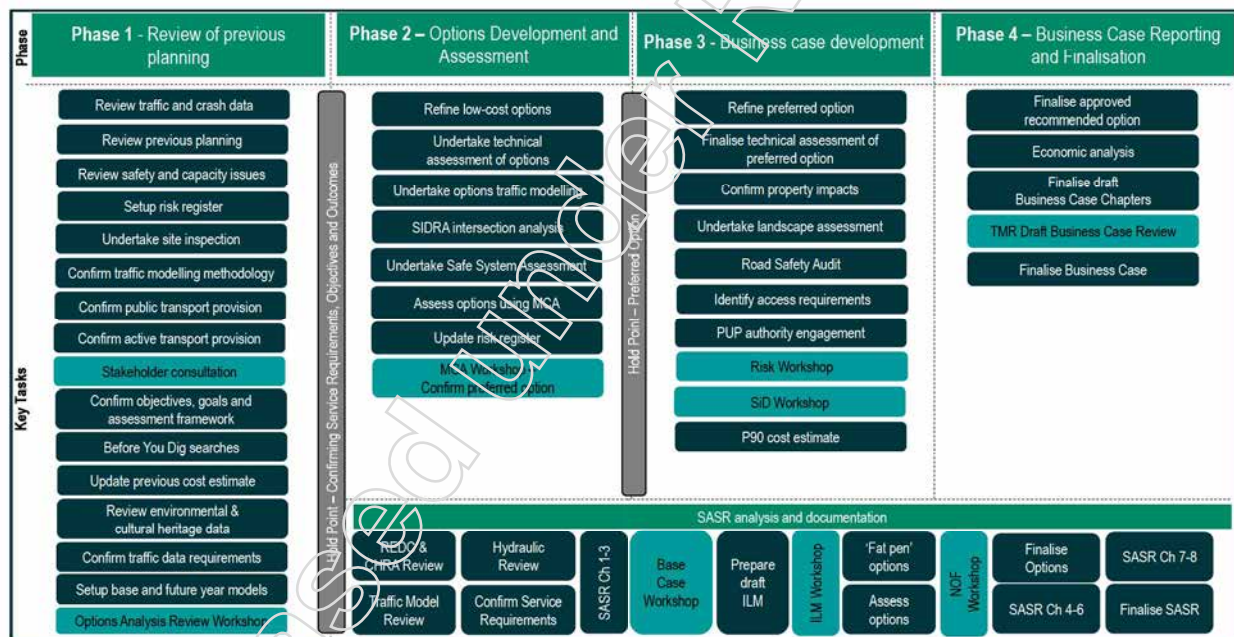 Phase
Phase 1 - Review of previous
planning
Phase 2 – Options Development and
Assessment
Phase 3 - Business case development
Phase 4 – Business Case Reporting
and Finalisation
Key Tasks
Review traffic and crash data
Review previous planning
Review safety and capacity issues
Setup risk register
Undertake site inspection
Confirm traffic modelling methodology
Confirm public transport provision
Confirm active transport provision
Stakeholder consultation
Confirm objectives, goals and
assessment framework
Before You Dig searches
Update previous cost estimate
Review environmental &
cultural heritage data
Confirm traffic data requirements
Setup base and future year models
Options Analysis Review Workshop
Hold Point – Confirming Service Requirements, Objectives and Outcomes
Refine low-cost options
Undertake technical
assessment of options
Undertake options traffic modelling
SIDRA intersection analysis
Undertake Safe System Assessment
Assess options using MCA
Update risk register
MCA Workshop –
Confirm preferred option
Hold Point – Preferred Option
Refine preferred option
Finalise technical assessment of
preferred option
Confirm property impacts
Undertake landscape assessment
Road Safety Audit
Identify access requirements
PUP authority engagement
Risk Workshop
SiD Workshop
P90 cost estimate
Finalise approved
recommended option
Economic analysis
Finalise draft
Business Case Chapters
TMR Draft Business Case Review
Finalise Business Case
SASR analysis and documentation
REDC &
CHRA Review
Traffic Model
Review
Hydraulic
Review
Confirm Service
Requirements
SASR Ch 1-3
Base
Case
Workshop
Prepare
draft
ILM
ILM Workshop
'Fat pen'
options
Assess
options
NOF
Workshop
Finalise
Options
SASR Ch 4-6
SASR Ch 7-8
Finalise SASR